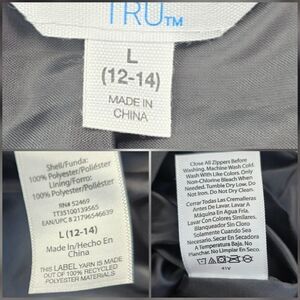 TRU™
L
(12-14)
MADE IN
CHINA
Shell/Funda:
100% Polyester/Poliéster
Lining/Forro:
100% Polyester/Poliéster
RN# 52469
TT35100139565
EAN/UPC # 21796546639
L (12-14)
Made In/Hecho En
China
THIS LABEL YARN IS MADE
OUT OF 100% RECYCLED
POLYESTER MATERIALS
Close All Zippers Before
Washing. Machine Wash Cold.
Wash With Like Colors. Only
Non-Chlorine Bleach When
Needed. Tumble Dry Low, Do
Not Iron. Do Not Dry Clean.
Cerrar Todas Las Cremalleras
Antes De Lavar. Lavar A
Máquina En Agua Fría.
Lavar Con Colores Similares.
Blanqueador Sin Cloro
Solamente Cuando Sea
Necesario. Secar En Secadora
A Temperatura Baja. No
Planchar. No Limpiar En Seco.
41V